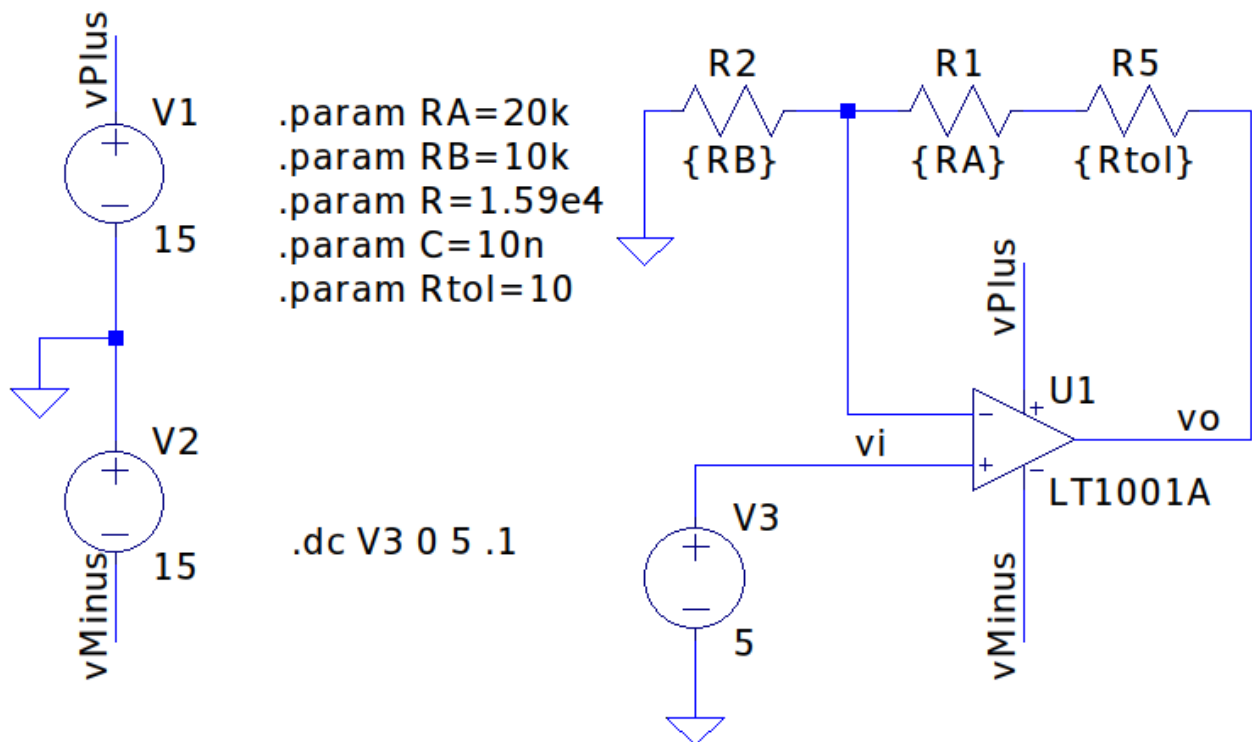 vPlus
V1
15
V2
15
vMinus
.param RA=20k
.param RB=10k
.param R=1.59e4
.param C=10n
.param Rtol=10
.dc V3 0 5 .1
R2
{RB}
R1
{RA}
R5
{Rtol}
vPlus
U1
vo
vi
LT1001A
V3
5
vMinus